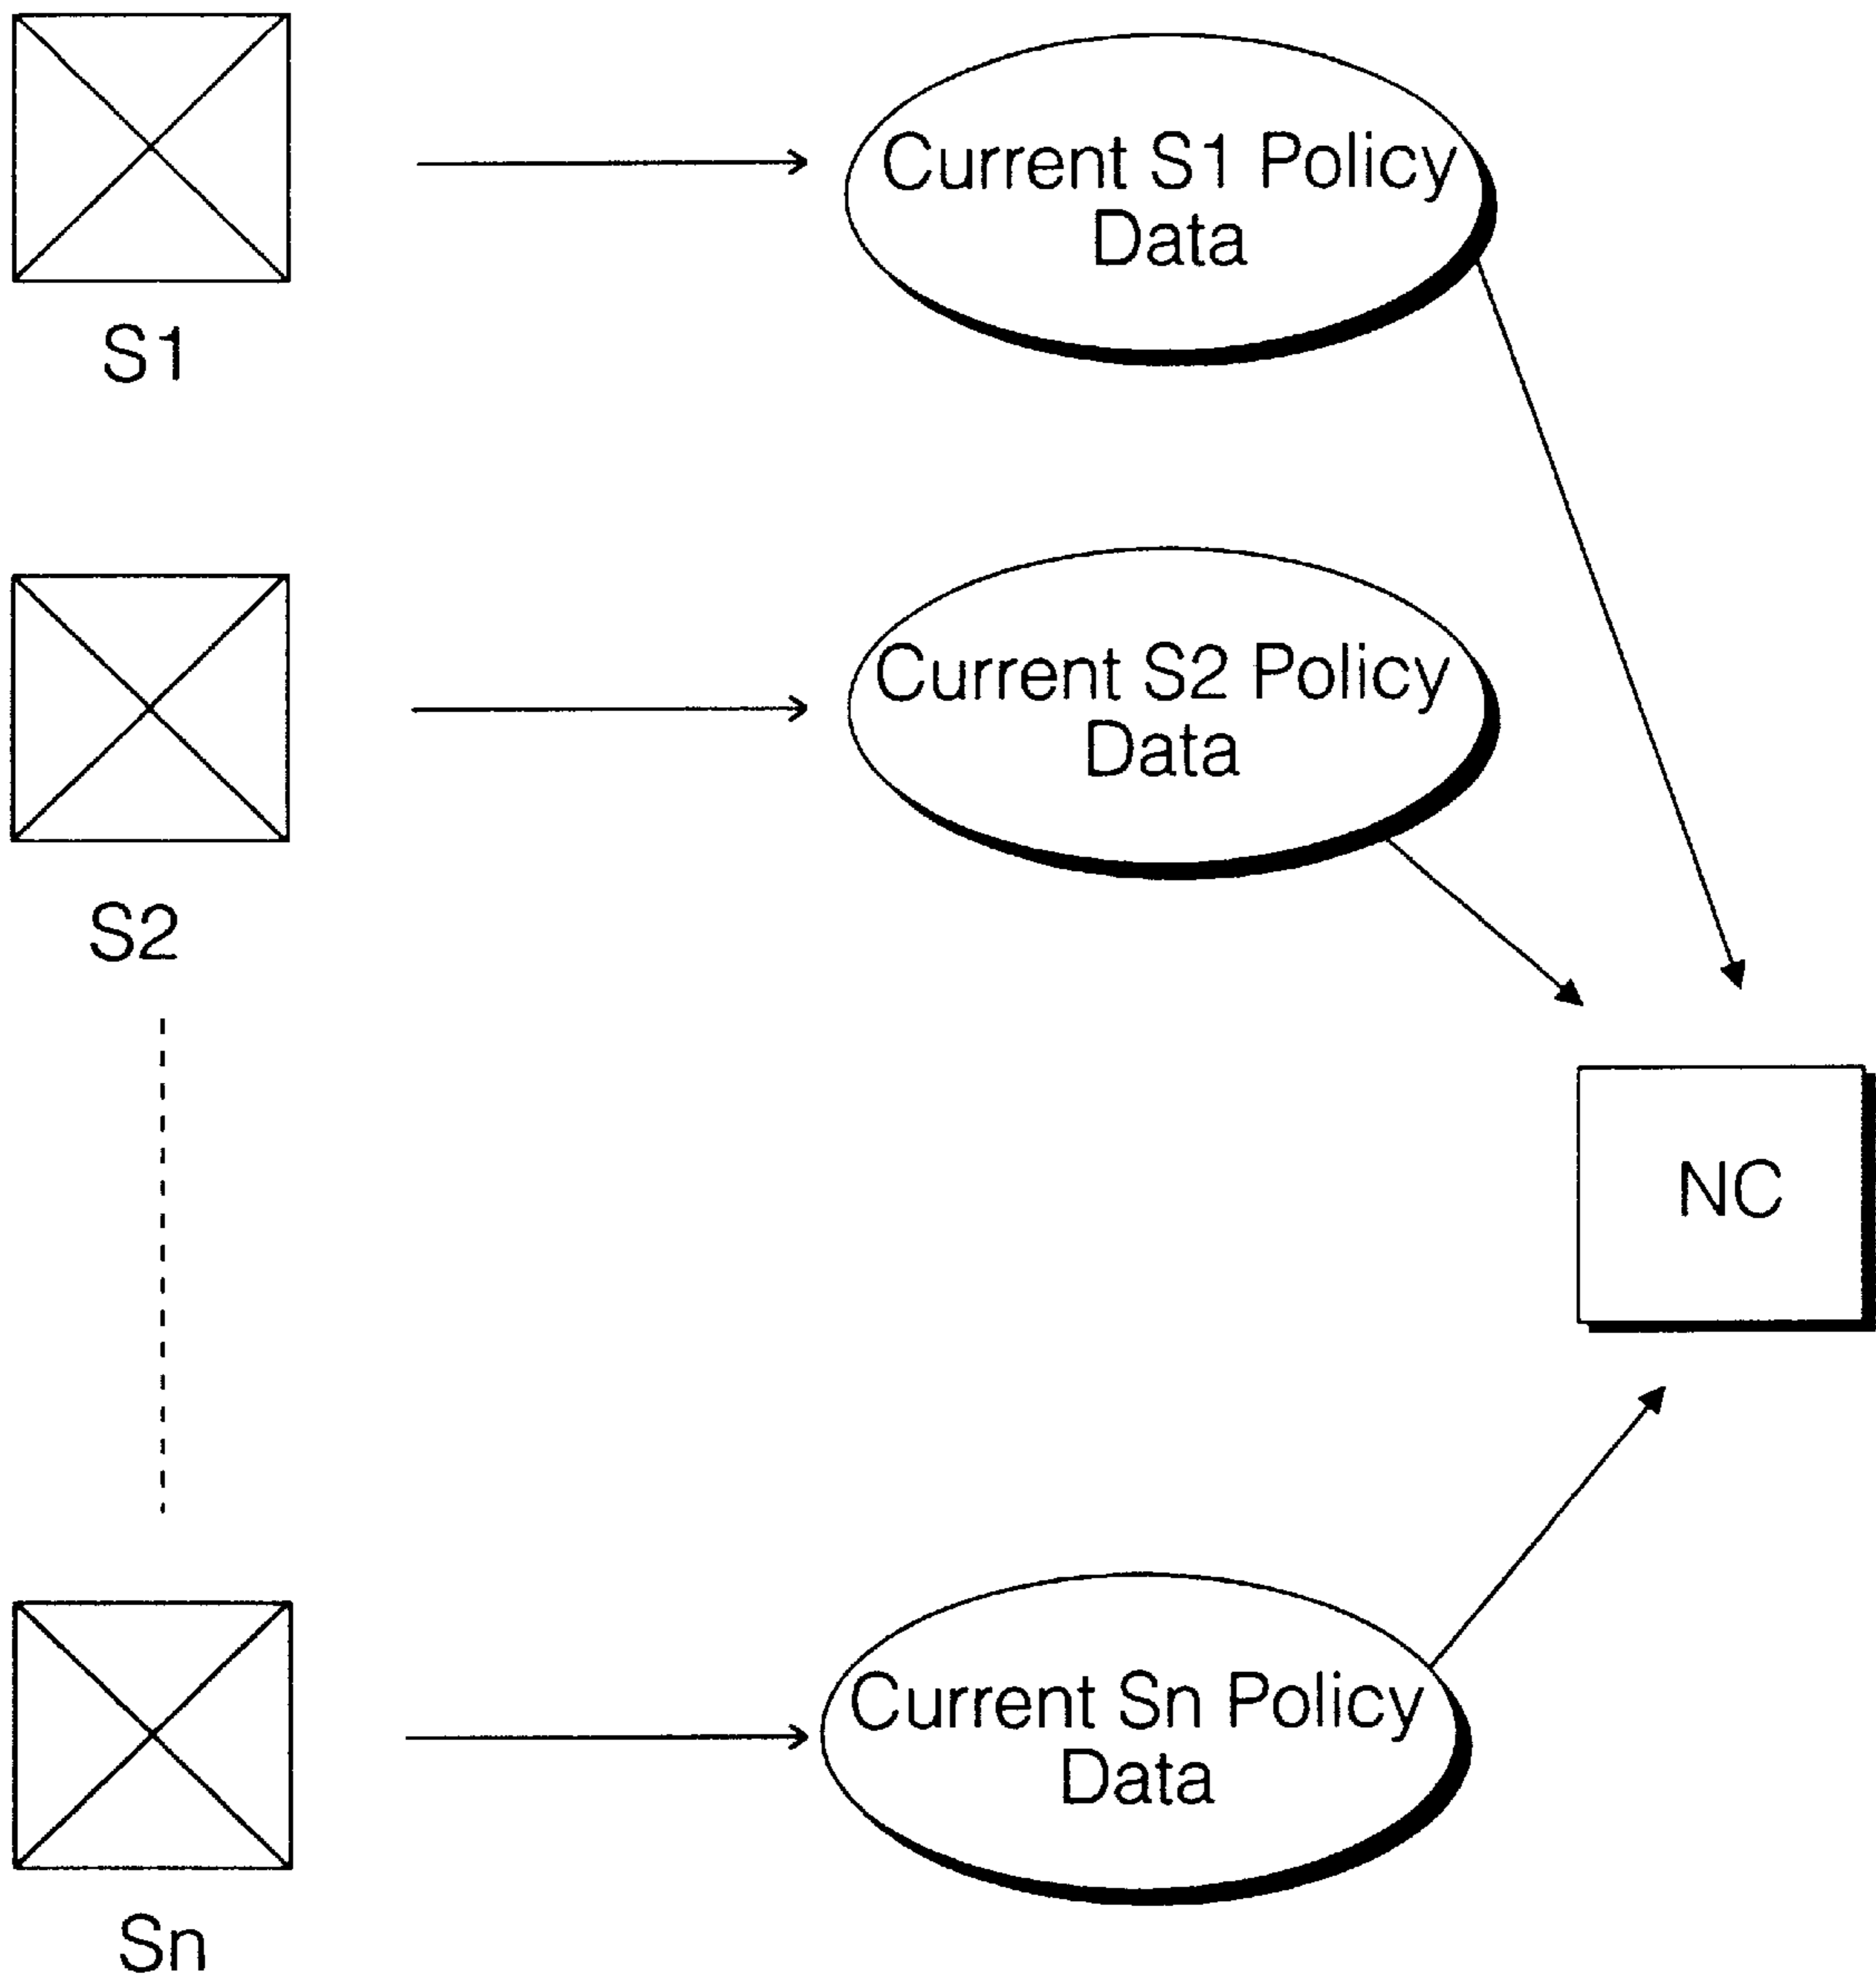 Current S1 Policy
Data
S1
Current S2 Policy
Data
S2
NC
Current Sn Policy
Data
Sn